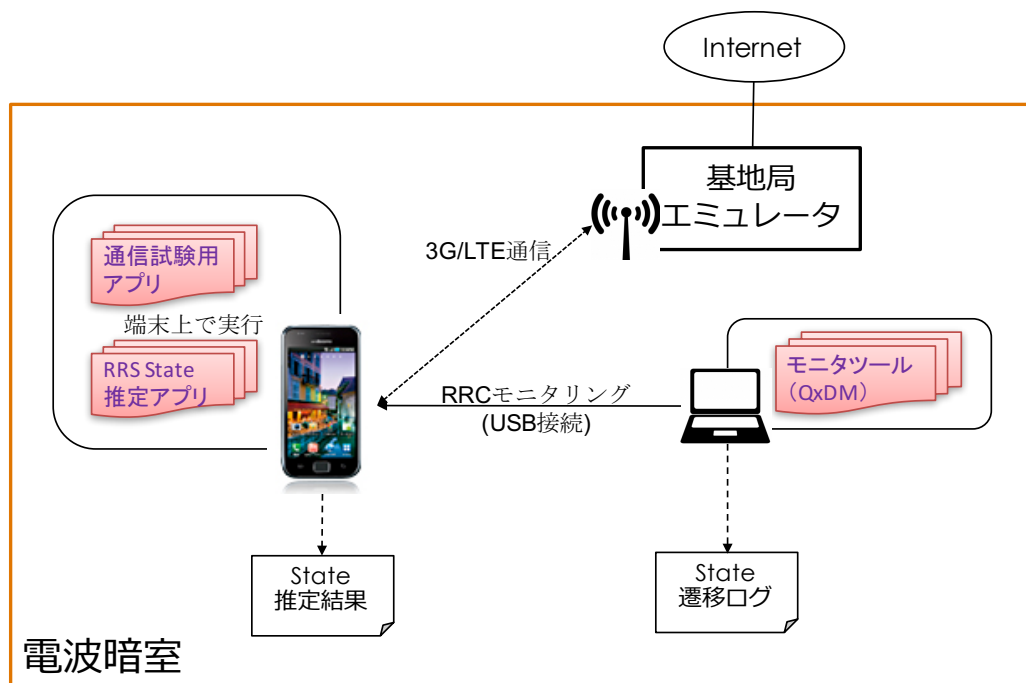 Internet
基地局
エミュレータ
通信試験用
アプリ
3G/LTE通信
端末上で実行
RRS State
推定アプリ
モニタツール
（QxDM）
RRCモニタリング
(USB接続)
State
推定結果
State
遷移ログ
電波暗室